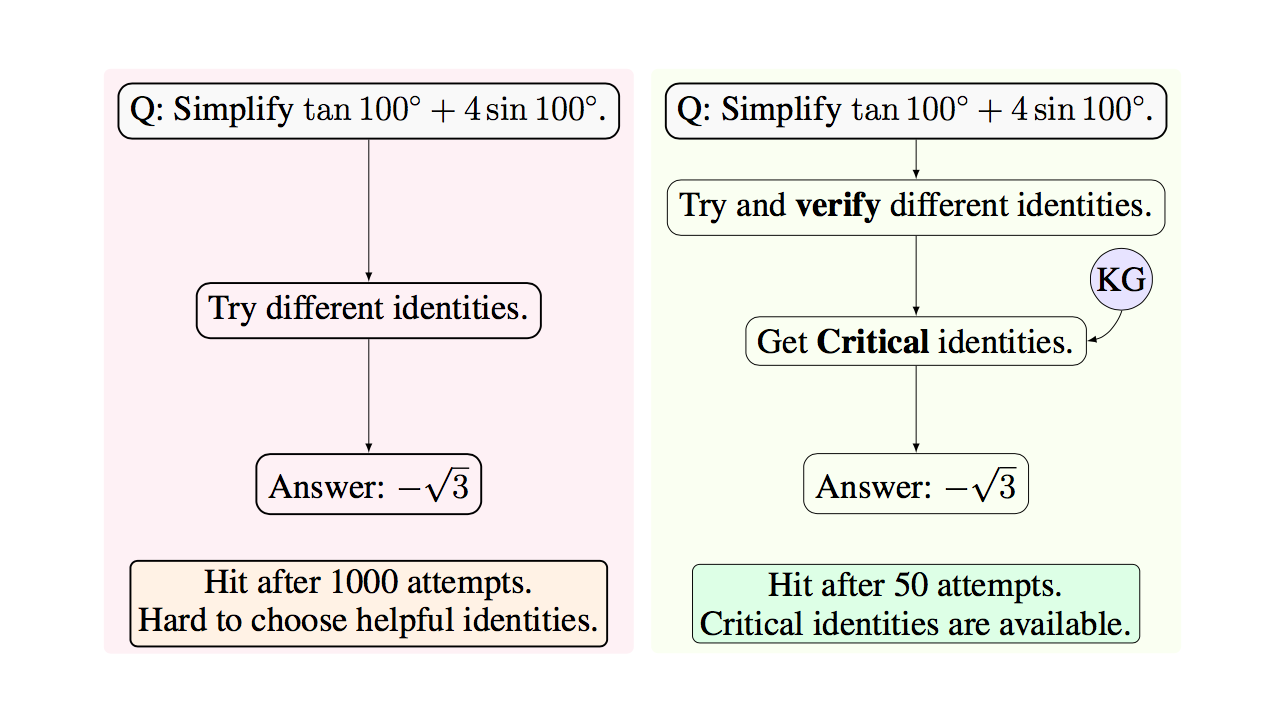 Q: Simplify tan 100° + 4 sin 100°.
Try different identities.
Answer: −√3
Hit after 1000 attempts.
Hard to choose helpful identities.
Q: Simplify tan 100° + 4 sin 100°.
Try and verify different identities.
KG
Get Critical identities.
Answer: −√3
Hit after 50 attempts.
Critical identities are available.